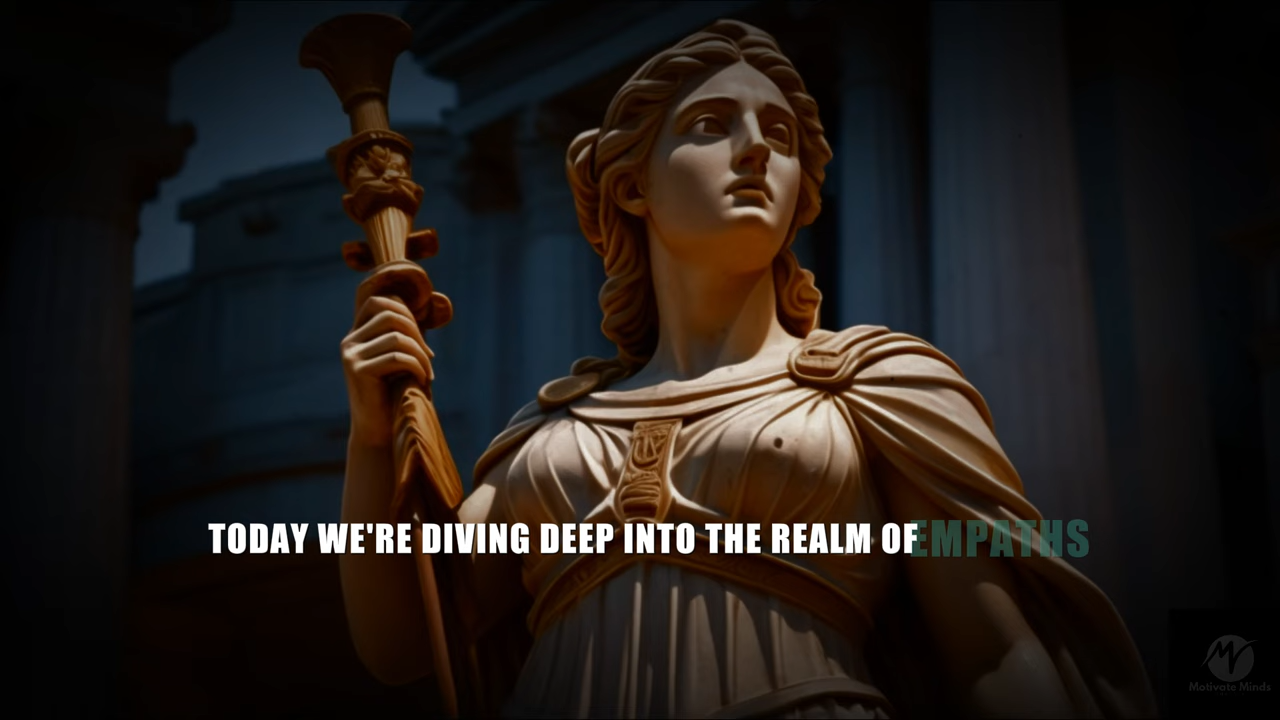 TODAY WE'RE DIVING DEEP INTO THE REALM OF EMPATHS
Motivate Minds